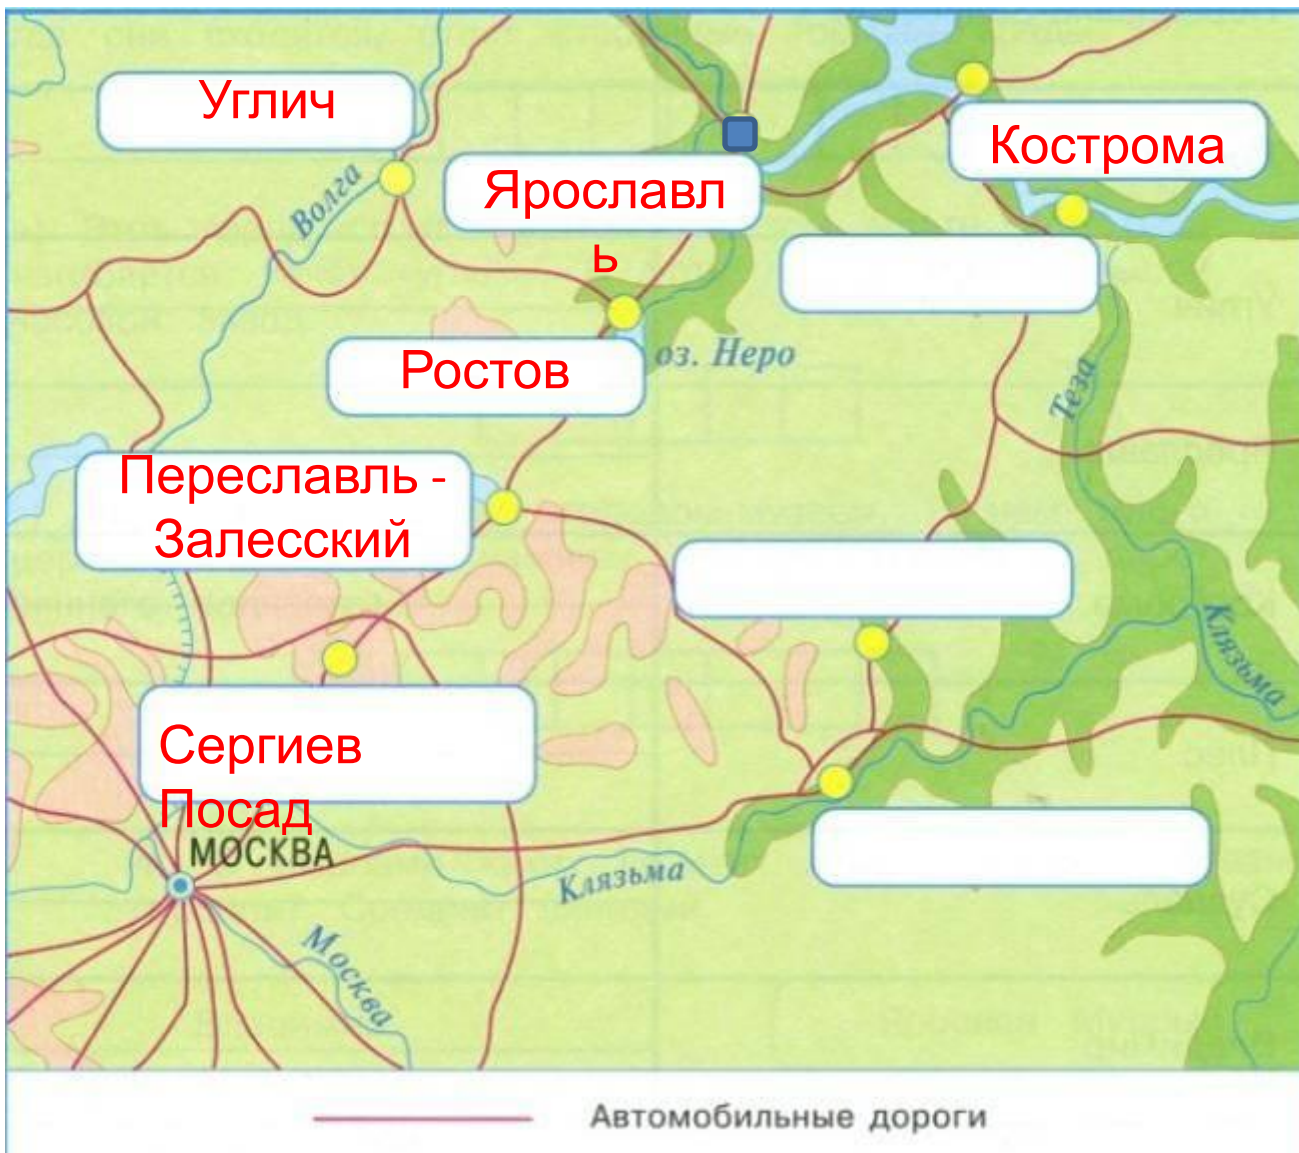 Углич
Кострома
Волга
Ярославл
ь
оз. Неро
Ростов
Теза
Переславль -
Залесский
Клязьма
Сергиев
Посад
МОСКВА
Клязьма
Москва
Автомобильные дороги